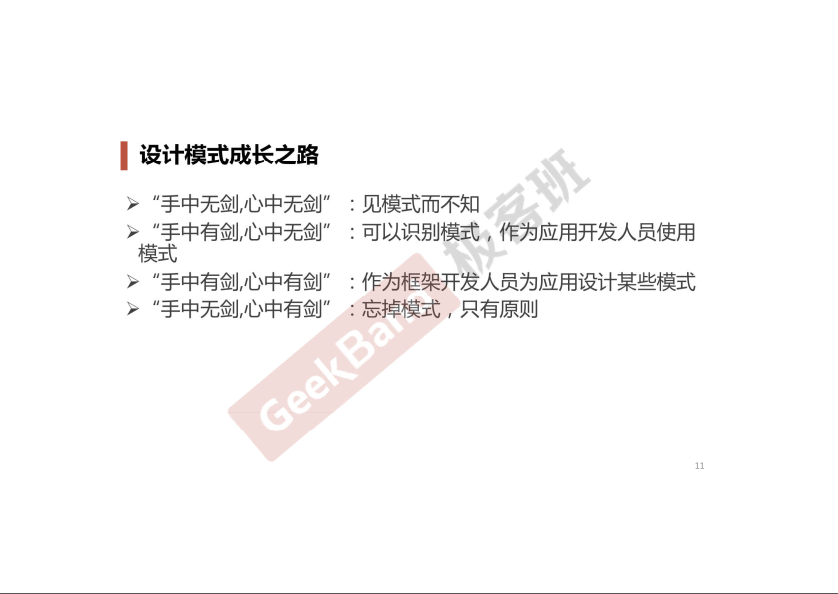 设计模式成长之路
➢ “手中无剑,心中无剑” ：见模式而不知
➢ “手中有剑,心中无剑” ：可以识别模式，作为应用开发人员使用
模式
➢ “手中有剑,心中有剑” ：作为框架开发人员为应用设计某些模式
➢ “手中无剑,心中有剑” ：忘掉模式，只有原则
GeekBand 极客班
11